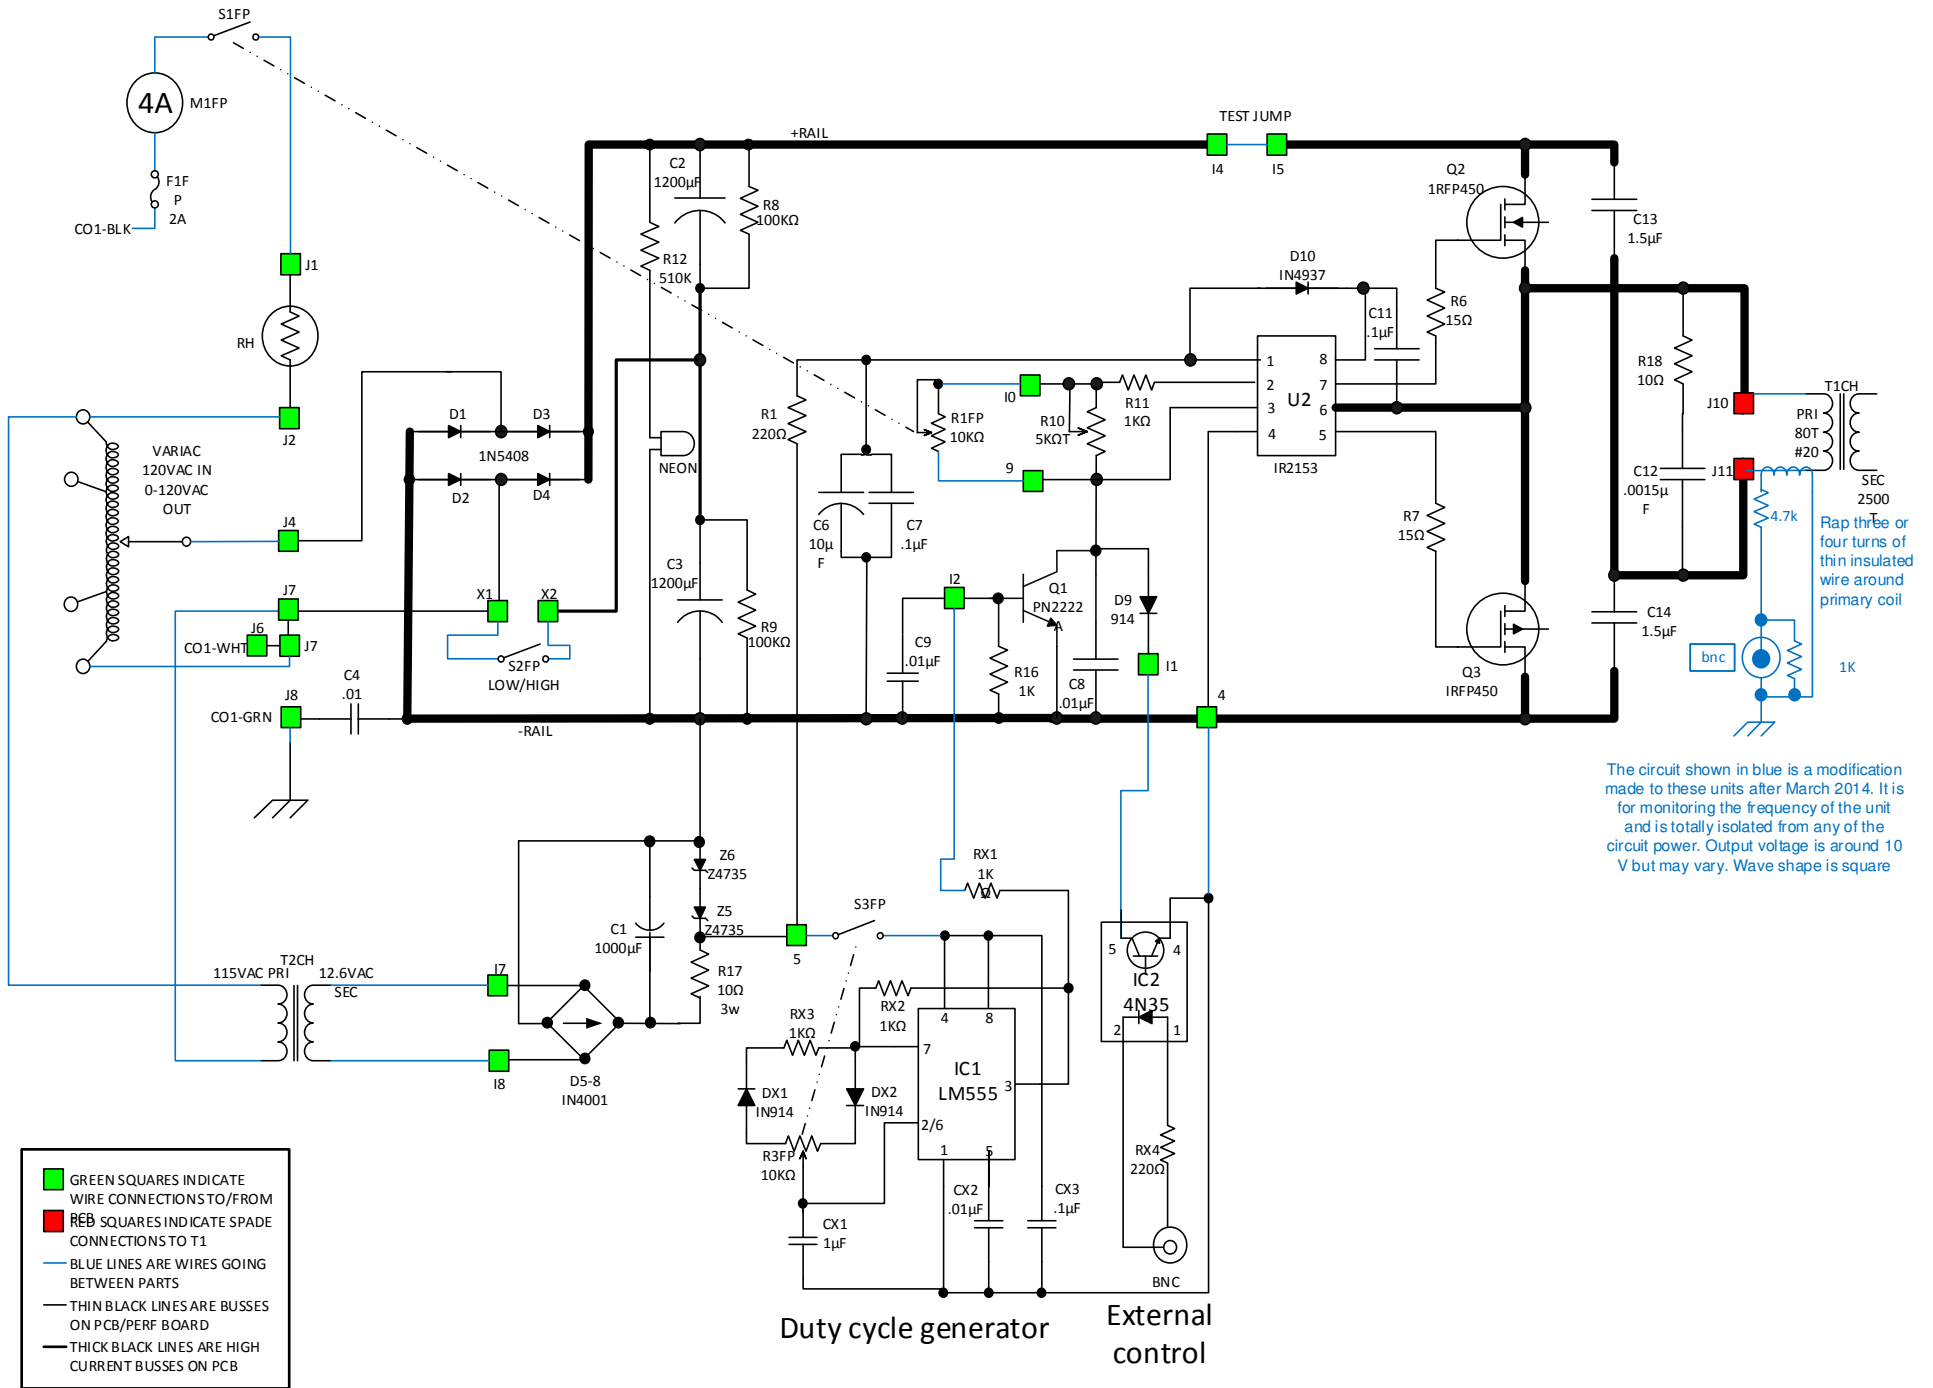 S1FP
4A
M1FP
F1F
P
2A
CO1-BLK
J1
RH
J2
VARIAC
120VAC IN
0-120VAC
OUT
J4
J7
J6
CO1-WHT
J7
J8
CO1-GRN
C4
.01
D1
D3
1N5408
D2
D4
X1
X2
S2FP
LOW/HIGH
+RAIL
-RAIL
C2
1200µF
R8
100KΩ
R12
510K
NEON
C3
1200µF
R9
100KΩ
R1
220Ω
C6
10µ
F
C7
.1µF
R1FP
10KΩ
I0
9
R10
5KΩT
R11
1KΩ
I2
C9
.01µF
R16
1K
Q1
PN2222
A
C8
.01µF
D9
914
I1
4
TEST JUMP
I4
I5
D10
IN4937
C11
.1µF
1
2
3
4
8
7
6
5
U2
IR2153
R6
15Ω
R7
15Ω
Q2
1RFP450
Q3
IRFP450
C13
1.5µF
C14
1.5µF
R18
10Ω
C12
.0015µ
F
J10
J11
T1CH
PRI
80T
#20
SEC
2500
T
4.7k
Rap three or
four turns of
thin insulated
wire around
primary coil
bnc
1K
The circuit shown in blue is a modification
made to these units after March 2014. It is
for monitoring the frequency of the unit
and is totally isolated from any of the
circuit power. Output voltage is around 10
V but may vary. Wave shape is square
T2CH
115VAC PRI
12.6VAC
SEC
I7
I8
D5-8
IN4001
C1
1000µF
Z6
Z4735
Z5
Z4735
R17
10Ω
3w
5
S3FP
RX1
1K
Ω
RX2
1KΩ
RX3
1KΩ
DX1
IN914
DX2
IN914
R3FP
10KΩ
CX1
1µF
4
8
7
IC1
LM555
3
2/6
1
5
CX2
.01µF
CX3
.1µF
5
4
IC2
4N35
2
1
RX4
220Ω
BNC
Duty cycle generator
External
control
GREEN SQUARES INDICATE
WIRE CONNECTIONS TO/FROM
PCB
RED SQUARES INDICATE SPADE
CONNECTIONS TO T1
BLUE LINES ARE WIRES GOING
BETWEEN PARTS
THIN BLACK LINES ARE BUSSES
ON PCB/PERF BOARD
THICK BLACK LINES ARE HIGH
CURRENT BUSSES ON PCB